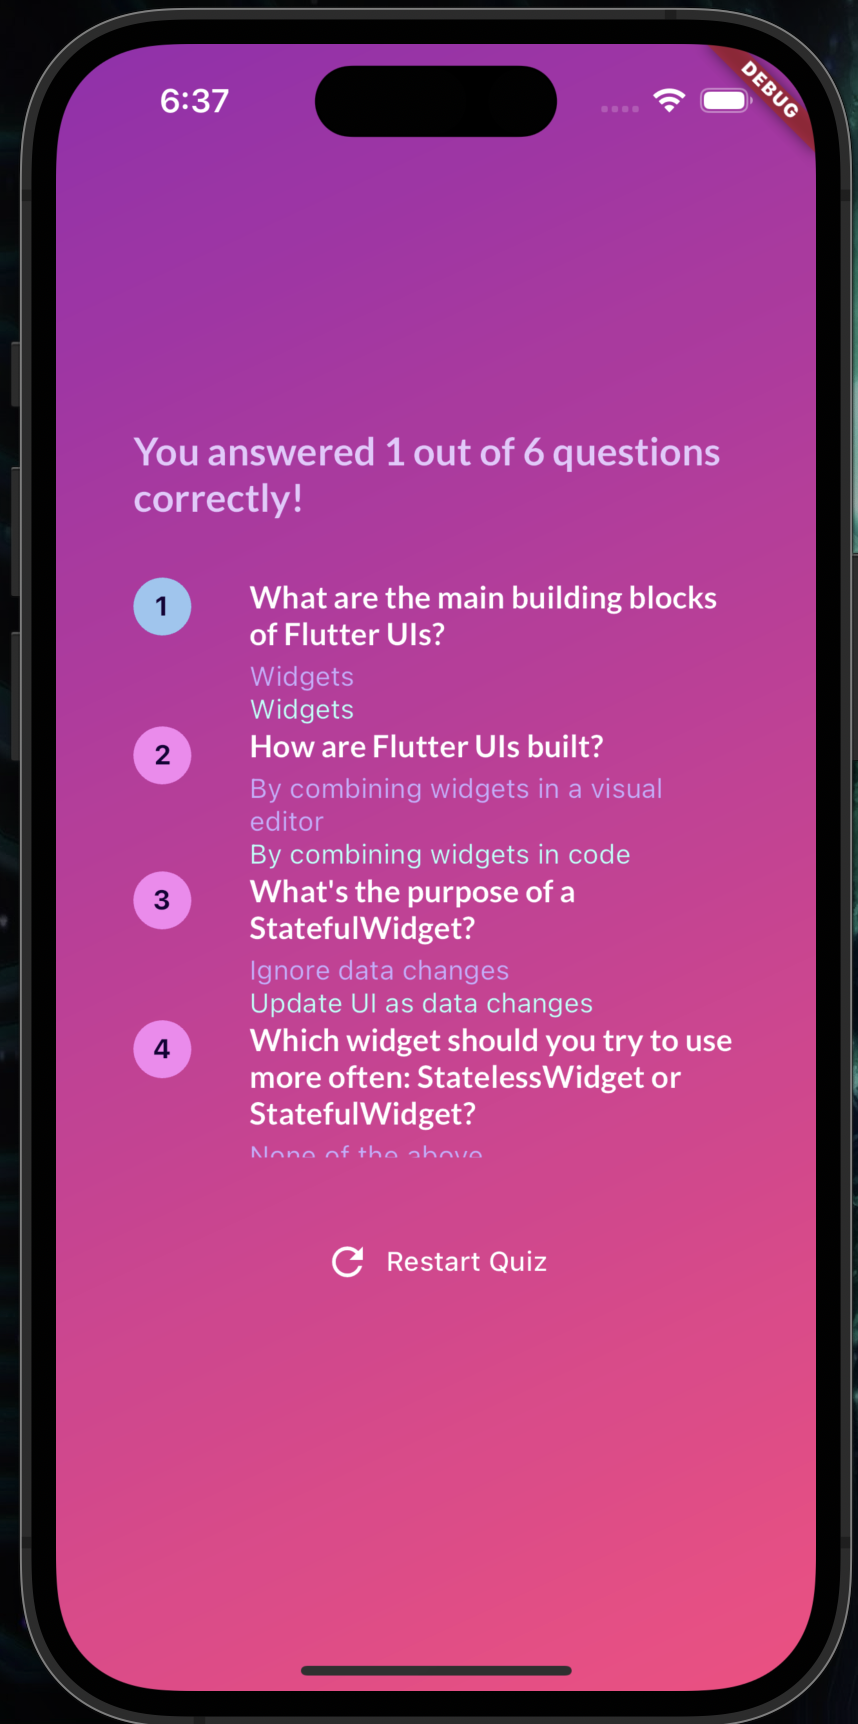 6:37
DEBUG
You answered 1 out of 6 questions
correctly!
1
What are the main building blocks
of Flutter UIs?
Widgets
Widgets
2
How are Flutter UIs built?
By combining widgets in a visual
editor
By combining widgets in code
3
What's the purpose of a
StatefulWidget?
Ignore data changes
Update UI as data changes
4
Which widget should you try to use
more often: StatelessWidget or
StatefulWidget?
None of the above
Restart Quiz